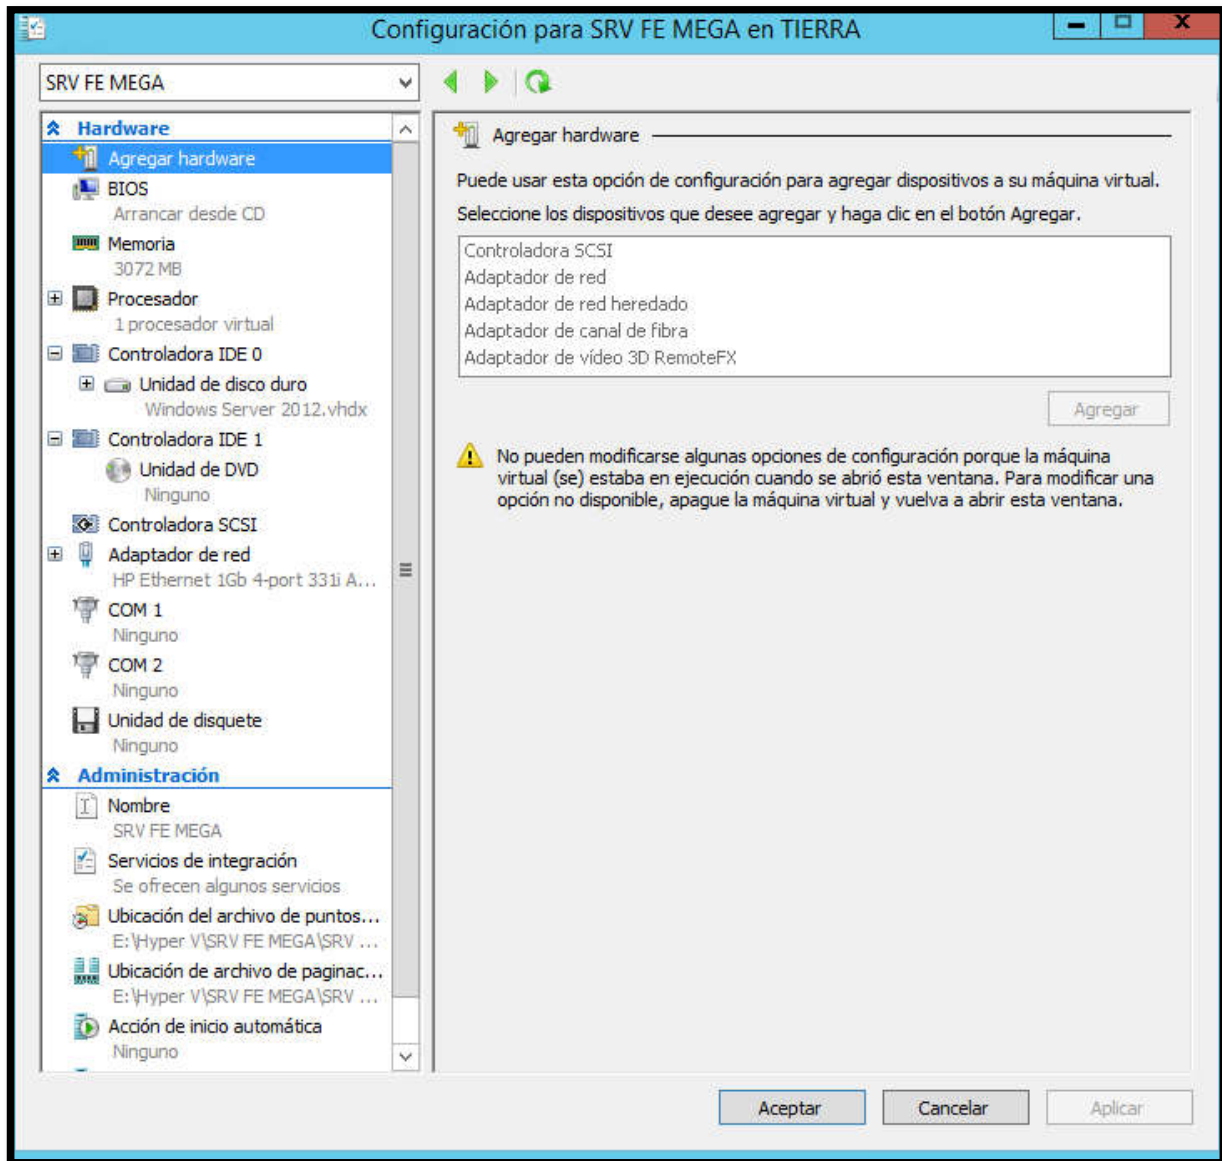 Configuración para SRV FE MEGA en TIERRA
SRV FE MEGA
Hardware
Agregar hardware
BIOS
Arrancar desde CD
Memoria
3072 MB
Procesador
1 procesador virtual
Controladora IDE 0
Unidad de disco duro
Windows Server 2012.vhdx
Controladora IDE 1
Unidad de DVD
Ninguno
Controladora SCSI
Adaptador de red
HP Ethernet 1Gb 4-port 331i A...
COM 1
Ninguno
COM 2
Ninguno
Unidad de disquete
Ninguno
Administración
Nombre
SRV FE MEGA
Servicios de integración
Se ofrecen algunos servicios
Ubicación del archivo de puntos...
E:\Hyper V\SRV FE MEGA\SRV ...
Ubicación de archivo de paginac...
E:\Hyper V\SRV FE MEGA\SRV ...
Acción de inicio automática
Ninguno
Agregar hardware
Puede usar esta opción de configuración para agregar dispositivos a su máquina virtual.
Seleccione los dispositivos que desee agregar y haga clic en el botón Agregar.
Controladora SCSI
Adaptador de red
Adaptador de red heredado
Adaptador de canal de fibra
Adaptador de vídeo 3D RemoteFX
Agregar
No pueden modificarse algunas opciones de configuración porque la máquina
virtual (se) estaba en ejecución cuando se abrió esta ventana. Para modificar una
opción no disponible, apague la máquina virtual y vuelva a abrir esta ventana.
Aceptar
Cancelar
Aplicar